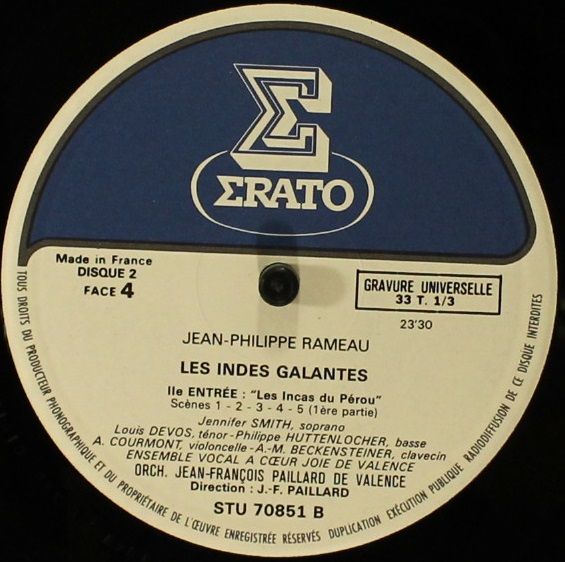 Σ
ΣRATO
Made in France
DISQUE 2
FACE 4
GRAVURE UNIVERSELLE
33 T. 1/3
23'30
JEAN-PHILIPPE RAMEAU
LES INDES GALANTES
IIe ENTRÉE : "Les Incas du Pérou"
Scènes 1 - 2 - 3 - 4 - 5 (1ère partie)
Jennifer SMITH, soprano
Louis DEVOS, ténor - Philippe HUTTENLOCHER, basse
A. COURMONT, violoncelle - A.-M. BECKENSTEINER, clavecin
ENSEMBLE VOCAL A CŒUR JOIE DE VALENCE
ORCH. JEAN-FRANÇOIS PAILLARD DE VALENCE
Direction : J.-F. PAILLARD
STU 70851 B
TOUS DROITS DU PRODUCTEUR PHONOGRAPHIQUE ET DU PROPRIÉTAIRE DE L'ŒUVRE ENREGISTRÉE RÉSERVÉS DUPLICATION EXÉCUTION PUBLIQUE RADIODIFFUSION DE CE DISQUE INTERDITES